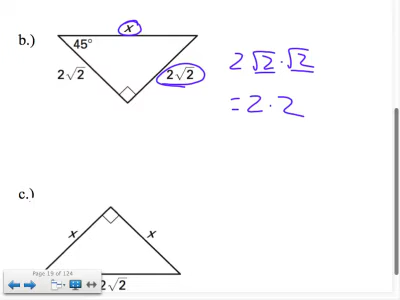 b.)
x
45°
2√2
2√2
2√2 · √2
= 2 · 2
c.)
x
x
2√2
Page 19 of 124